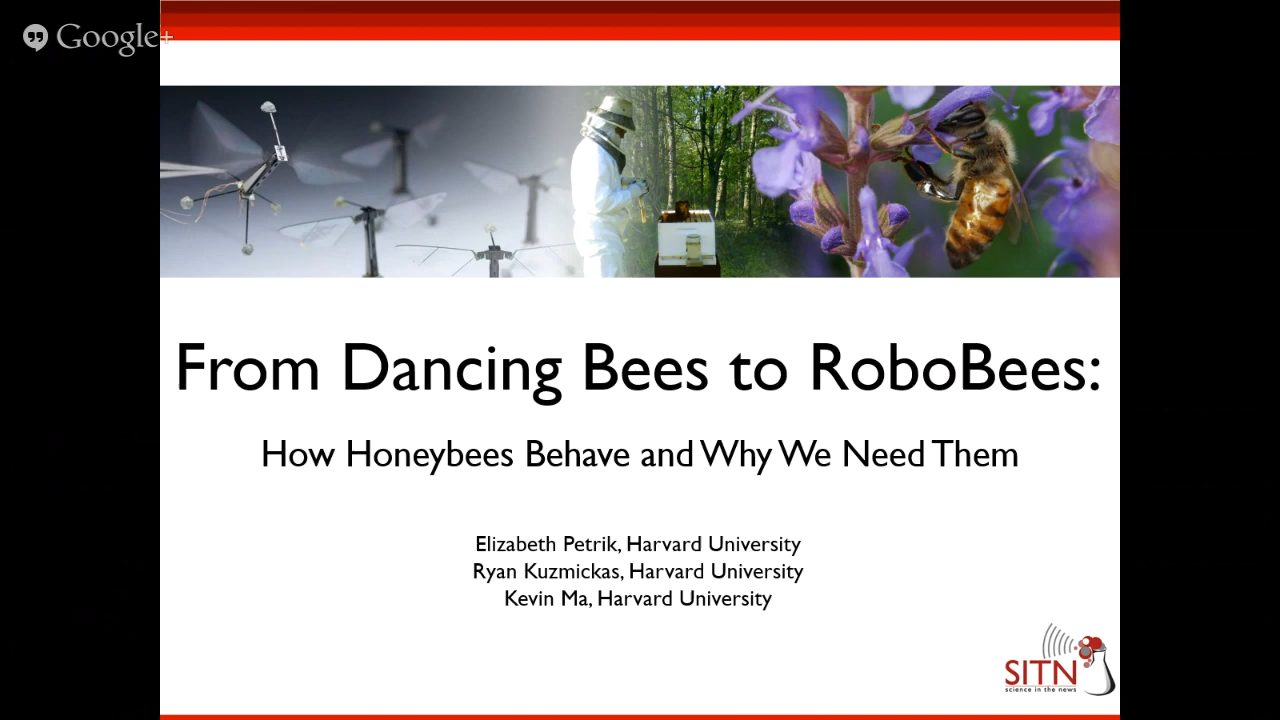 Google+
From Dancing Bees to RoboBees:
How Honeybees Behave and Why We Need Them
Elizabeth Petrik, Harvard University
Ryan Kuzmickas, Harvard University
Kevin Ma, Harvard University
SITN
science in the news